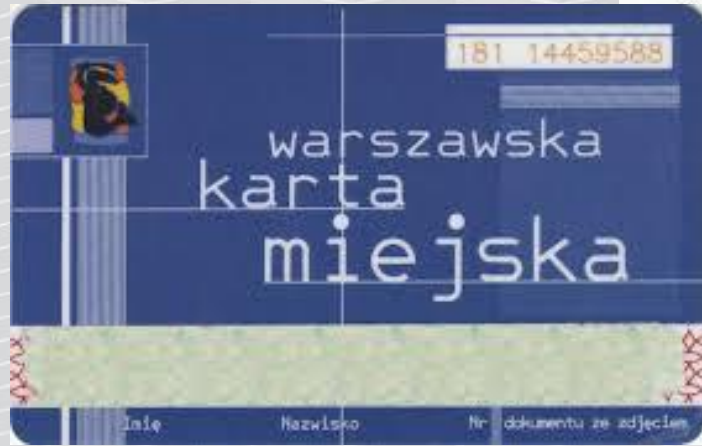 181 14459588
warszawska
karta
miejska
Imię Nazwisko Nr dokumentu ze zdjęciem